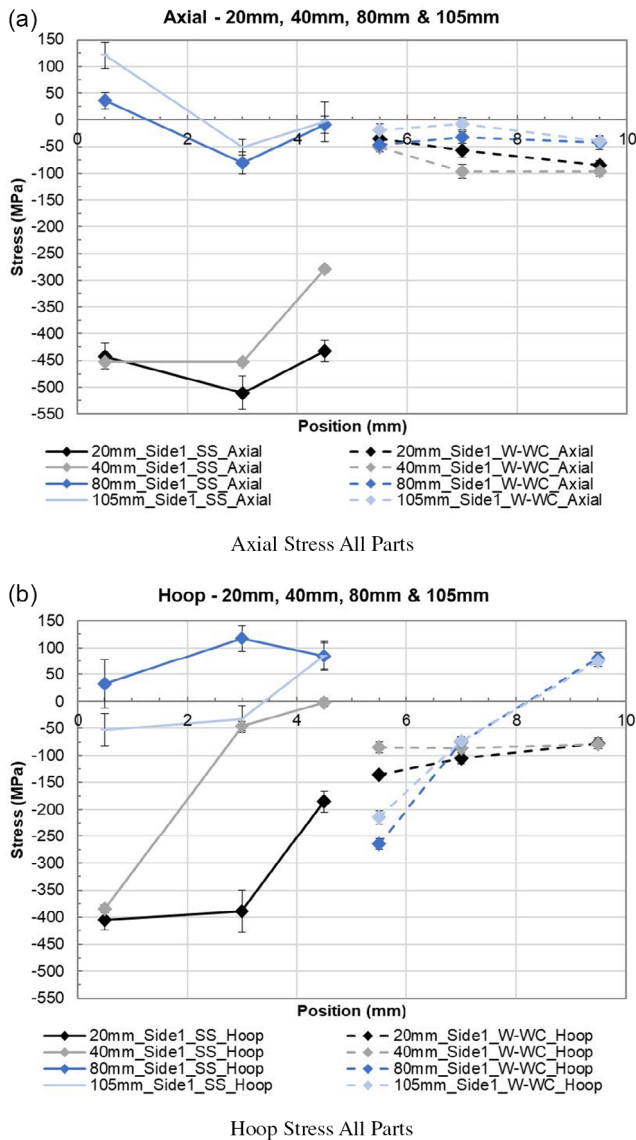 (a)
Axial - 20mm, 40mm, 80mm & 105mm
150
100
50
0
-50
-100
-150
-200
-250
-300
-350
-400
-450
-500
-550
0 2 4 6 8 10
Stress (MPa)
Position (mm)
20mm_Side1_SS_Axial 20mm_Side1_W-WC_Axial
40mm_Side1_SS_Axial 40mm_Side1_W-WC_Axial
80mm_Side1_SS_Axial 80mm_Side1_W-WC_Axial
105mm_Side1_SS_Axial 105mm_Side1_W-WC_Axial
Axial Stress All Parts
(b)
Hoop - 20mm, 40mm, 80mm & 105mm
150
100
50
0
-50
-100
-150
-200
-250
-300
-350
-400
-450
-500
-550
0 2 4 6 8 10
Stress (MPa)
Position (mm)
20mm_Side1_SS_Hoop 20mm_Side1_W-WC_Hoop
40mm_Side1_SS_Hoop 40mm_Side1_W-WC_Hoop
80mm_Side1_SS_Hoop 80mm_Side1_W-WC_Hoop
105mm_Side1_SS_Hoop 105mm_Side1_W-WC_Hoop
Hoop Stress All Parts